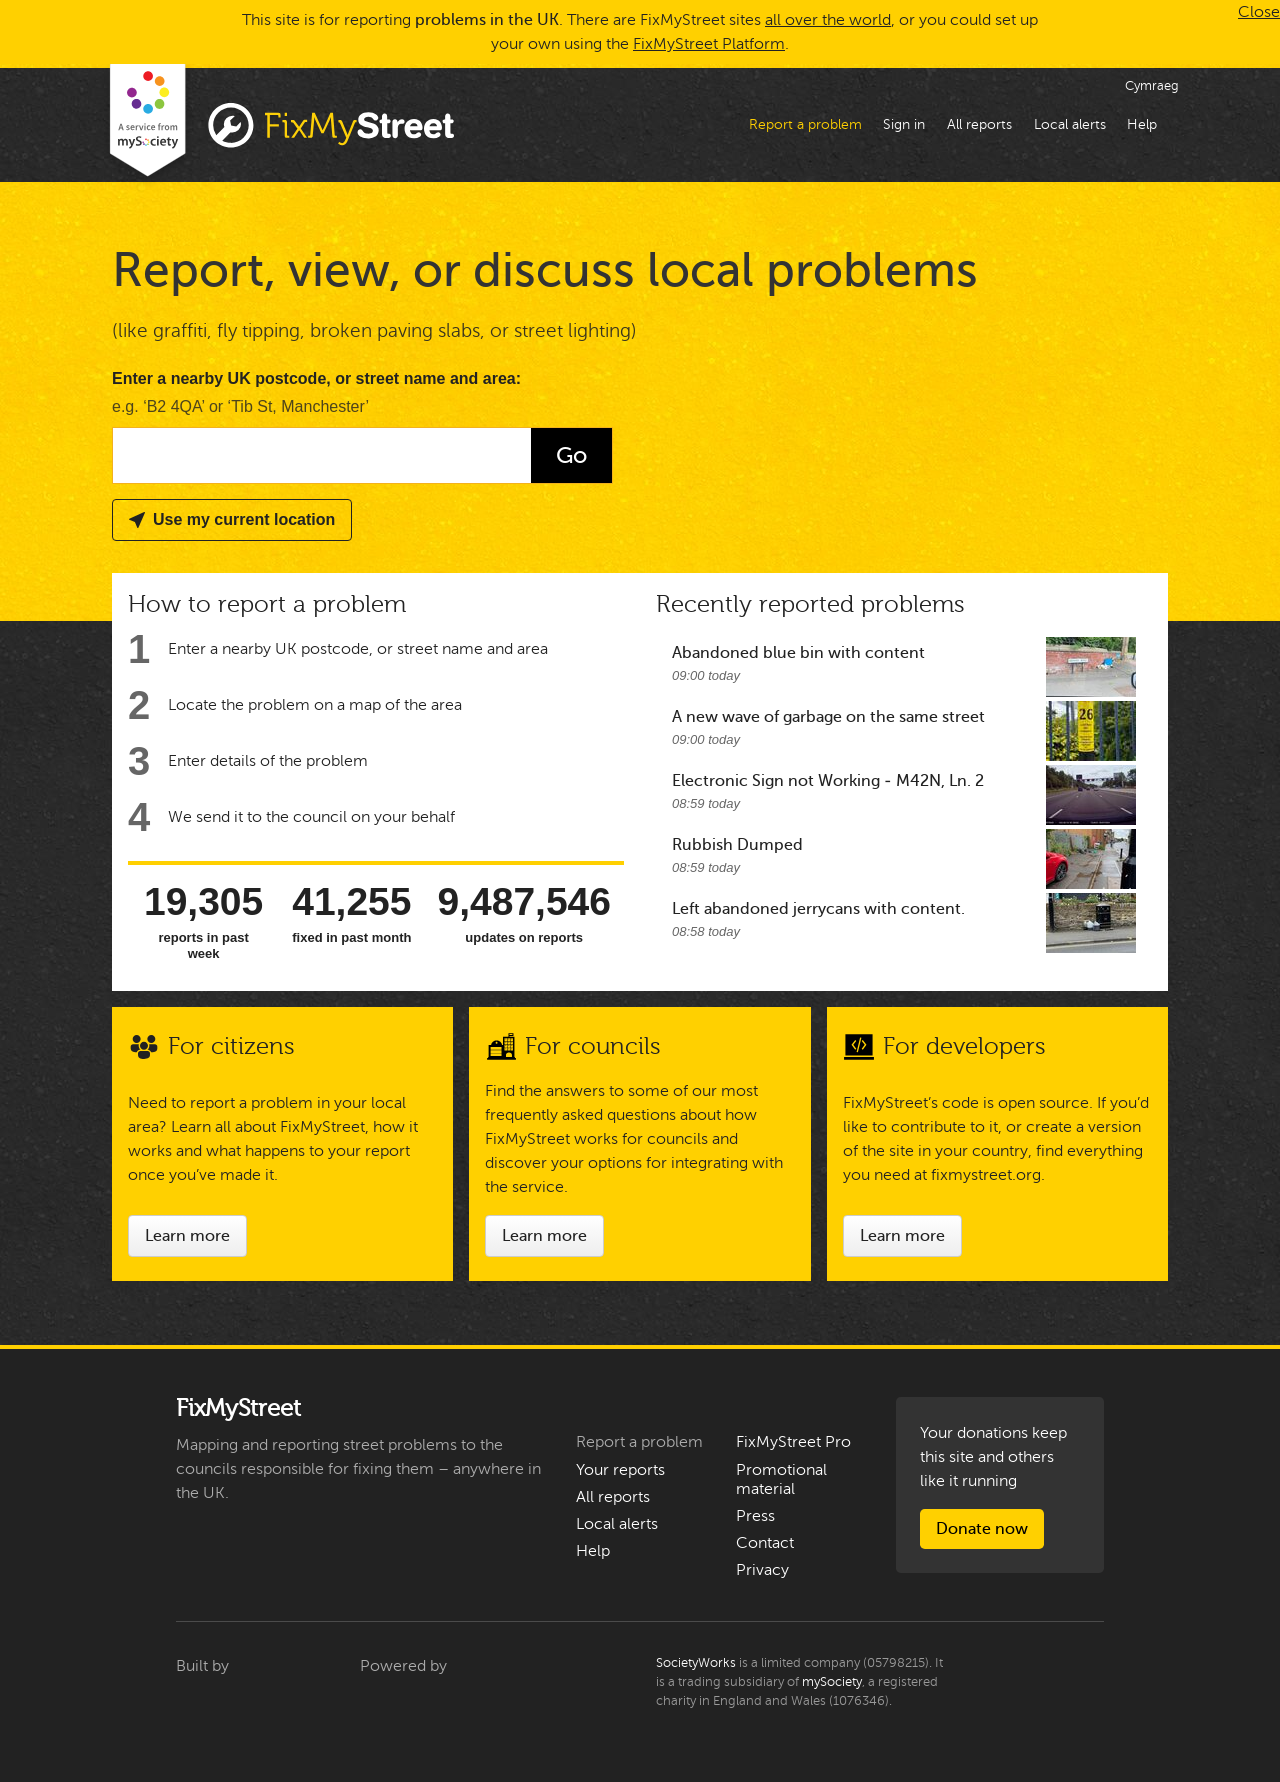 This site is for reporting problems in the UK. There are FixMyStreet sites all over the world, or you could set up
your own using the FixMyStreet Platform.
Close
Cymraeg
A service from
mySociety
FixMyStreet
Report a problem
Sign in
All reports
Local alerts
Help
Report, view, or discuss local problems
(like graffiti, fly tipping, broken paving slabs, or street lighting)
Enter a nearby UK postcode, or street name and area:
e.g. ‘B2 4QA’ or ‘Tib St, Manchester’
Go
Use my current location
How to report a problem
1 Enter a nearby UK postcode, or street name and area
2 Locate the problem on a map of the area
3 Enter details of the problem
4 We send it to the council on your behalf
19,305
reports in past
week
41,255
fixed in past month
9,487,546
updates on reports
Recently reported problems
Abandoned blue bin with content
09:00 today
A new wave of garbage on the same street
09:00 today
26
Electronic Sign not Working - M42N, Ln. 2
08:59 today
Rubbish Dumped
08:59 today
Left abandoned jerrycans with content.
08:58 today
For citizens
Need to report a problem in your local
area? Learn all about FixMyStreet, how it
works and what happens to your report
once you’ve made it.
Learn more
For councils
Find the answers to some of our most
frequently asked questions about how
FixMyStreet works for councils and
discover your options for integrating with
the service.
Learn more
For developers
FixMyStreet’s code is open source. If you’d
like to contribute to it, or create a version
of the site in your country, find everything
you need at fixmystreet.org.
Learn more
FixMyStreet
Mapping and reporting street problems to the
councils responsible for fixing them – anywhere in
the UK.
Report a problem
Your reports
All reports
Local alerts
Help
FixMyStreet Pro
Promotional
material
Press
Contact
Privacy
Your donations keep
this site and others
like it running
Donate now
Built by
Powered by
SocietyWorks is a limited company (05798215). It
is a trading subsidiary of mySociety, a registered
charity in England and Wales (1076346).